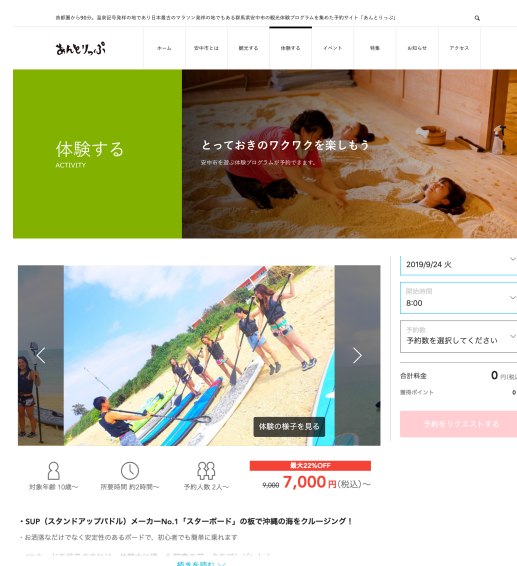 首都圏から90分。温泉記号発祥の地であり日本最古のマラソン発祥の地でもある群馬県安中市の観光体験プログラムを集めた予約サイト「あんとりっぷ」
あんとりっぷ
ホーム
安中市とは
観光する
体験する
イベント
特集
お知らせ
アクセス
体験する
ACTIVITY
とっておきのワクワクを楽しもう
安中市を遊ぶ体験プログラムが予約できます。
2019/9/24 火
開始時間
8:00
予約数
予約数を選択してください
合計料金 0 円(税込
獲得ポイント 0
予約をリクエストする
体験の様子を見る
対象年齢 10歳〜
所要時間 約2時間〜
予約人数 2人〜
最大22%OFF
9,000 7,000 円(税込)〜
・SUP（スタンドアップパドル）メーカーNo.1「スターボード」の板で沖縄の海をクルージング！
・お洒落なだけでなく安定性のあるボードで、初心者でも簡単に乗れます
続きを読む